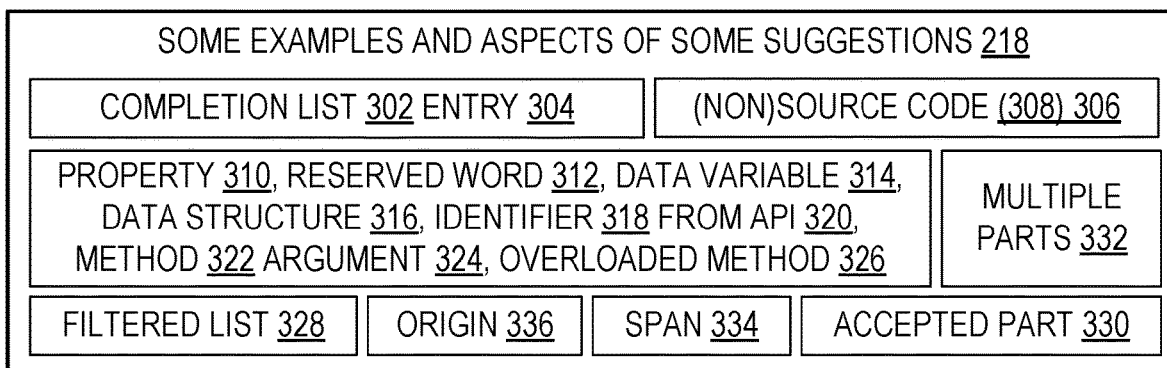 SOME EXAMPLES AND ASPECTS OF SOME SUGGESTIONS 218
COMPLETION LIST 302 ENTRY 304
(NON)SOURCE CODE (308) 306
PROPERTY 310, RESERVED WORD 312, DATA VARIABLE 314,
DATA STRUCTURE 316, IDENTIFIER 318 FROM API 320,
METHOD 322 ARGUMENT 324, OVERLOADED METHOD 326
MULTIPLE
PARTS 332
FILTERED LIST 328
ORIGIN 336
SPAN 334
ACCEPTED PART 330